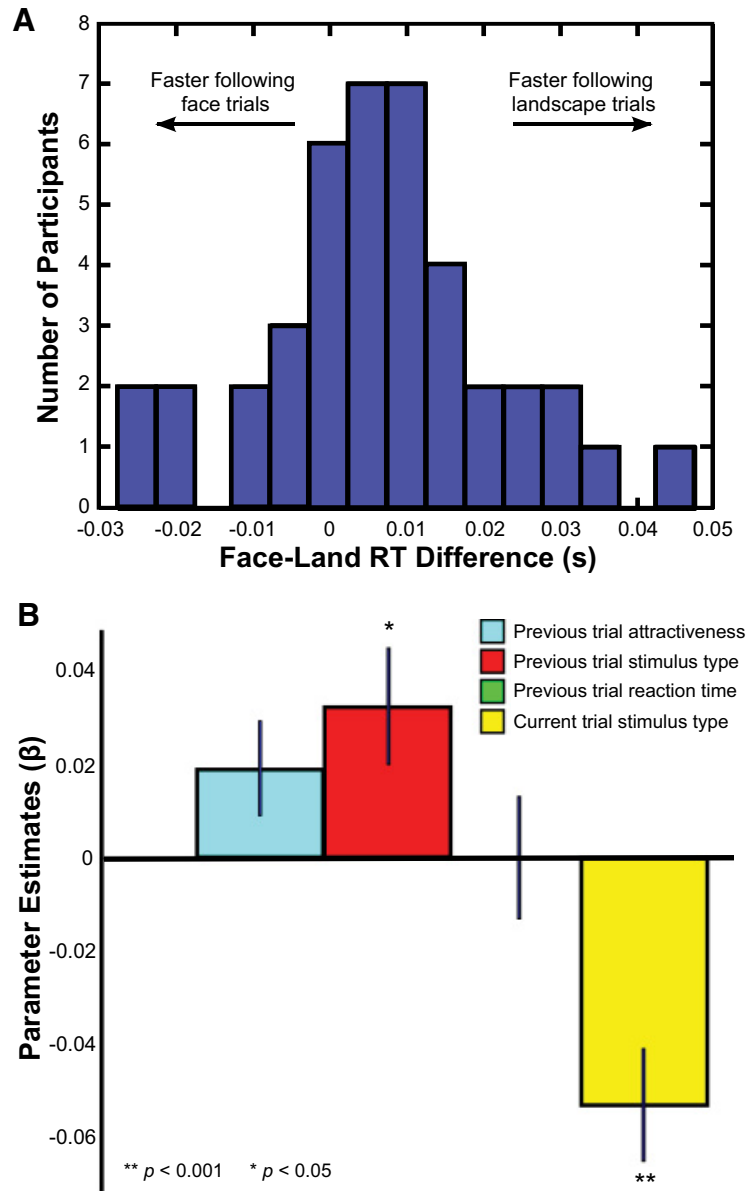 A
8
7
6
5
4
3
2
1
0
Number of Participants
Faster following
face trials
Faster following
landscape trials
-0.03 -0.02 -0.01 0 0.01 0.02 0.03 0.04 0.05
Face-Land RT Difference (s)
B
*
Previous trial attractiveness
Previous trial stimulus type
Previous trial reaction time
Current trial stimulus type
0.04
0.02
0
-0.02
-0.04
-0.06
Parameter Estimates (β)
** p < 0.001 * p < 0.05
**